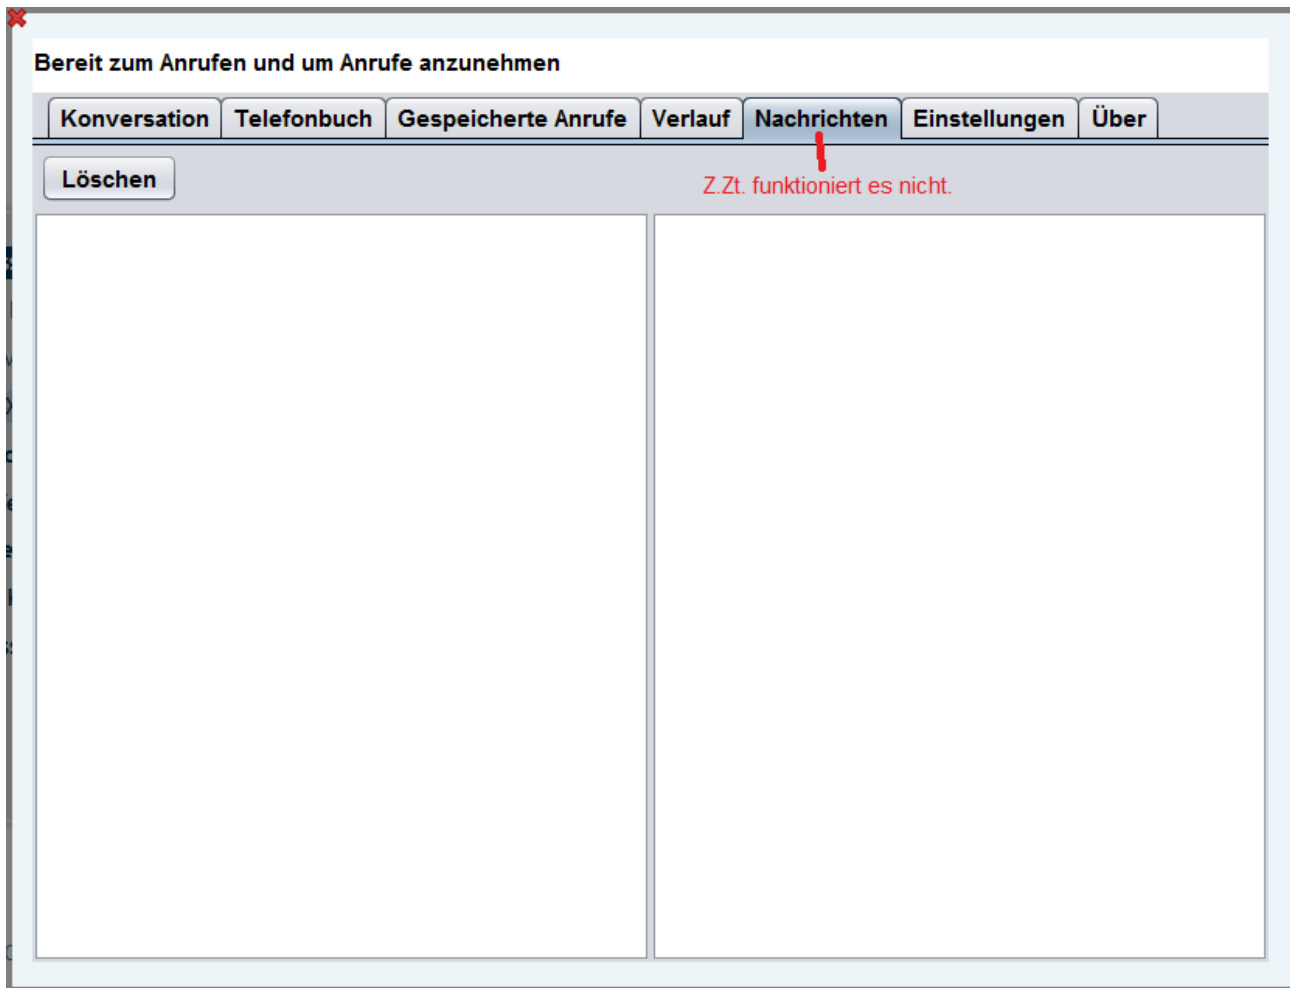 Bereit zum Anrufen und um Anrufe anzunehmen
Konversation Telefonbuch Gespeicherte Anrufe Verlauf Nachrichten Einstellungen Über
Löschen
Z.Zt. funktioniert es nicht.